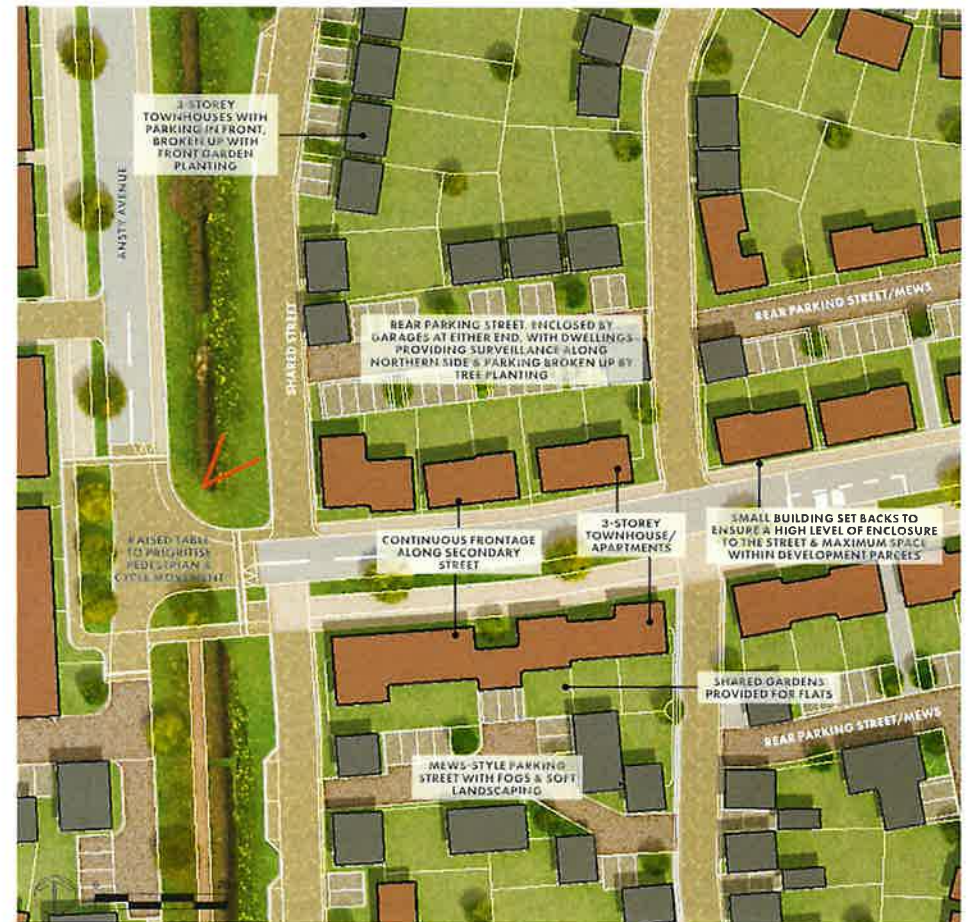 3-STOREY
TOWNHOUSES WITH
PARKING IN FRONT,
BROKEN UP WITH
FRONT GARDEN
PLANTING
ANSTY AVENUE
SHARED STREET
REAR PARKING STREET/MEWS
REAR PARKING STREET, ENCLOSED BY
GARAGES AT EITHER END, WITH DWELLINGS
PROVIDING SURVEILLANCE ALONG
NORTHERN SIDE & PARKING BROKEN UP BY
TREE PLANTING
RAISED TABLE
TO PRIORITISE
PEDESTRIAN &
CYCLE MOVEMENT
CONTINUOUS FRONTAGE
ALONG SECONDARY
STREET
3-STOREY
TOWNHOUSE/
APARTMENTS
SMALL BUILDING SET BACKS TO
ENSURE A HIGH LEVEL OF ENCLOSURE
TO THE STREET & MAXIMUM SPACE
WITHIN DEVELOPMENT PARCELS
SHARED GARDENS
PROVIDED FOR FLATS
REAR PARKING STREET/MEWS
MEWS-STYLE PARKING
STREET WITH FOGS & SOFT
LANDSCAPING